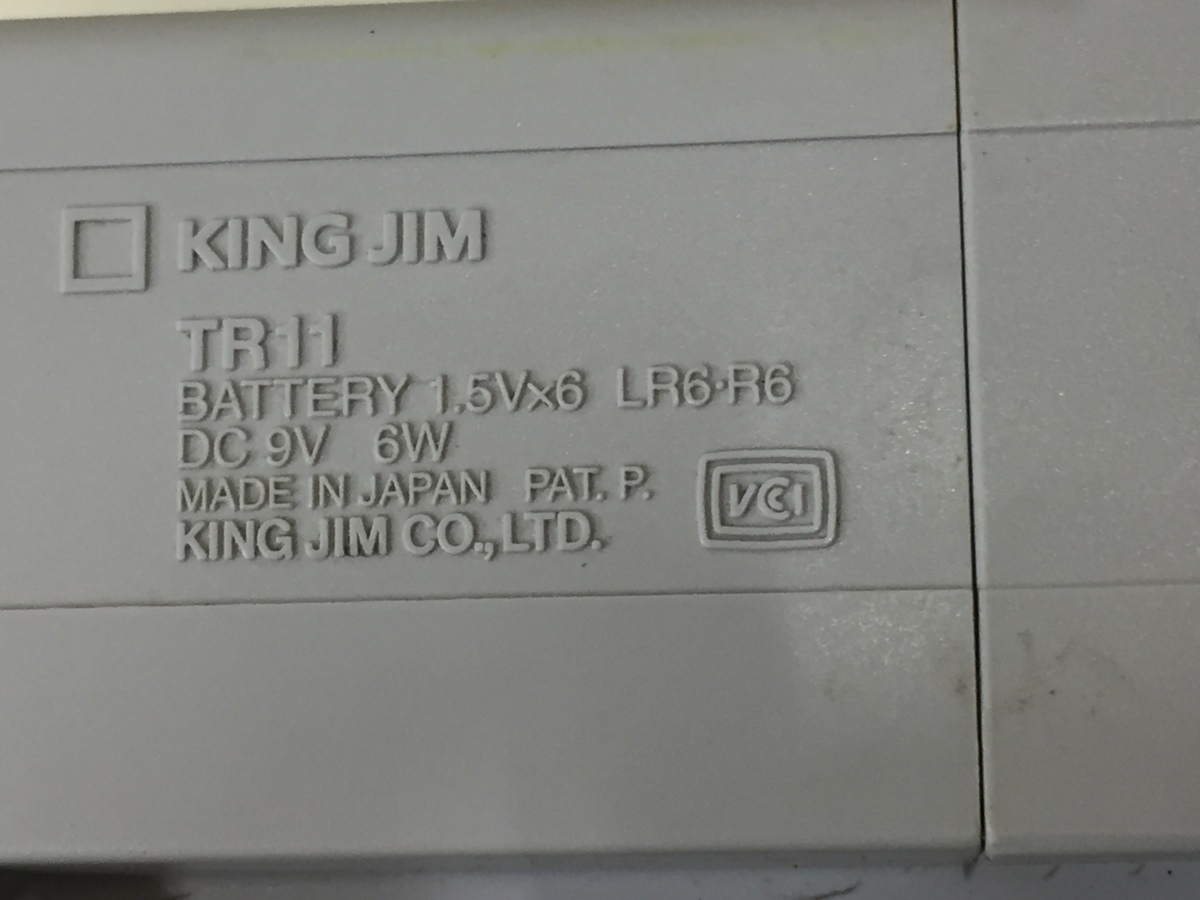 KING JIM
TR11
BATTERY 1.5V×6 LR6·R6
DC 9V 6W
MADE IN JAPAN PAT. P.
KING JIM CO.,LTD.
VCI